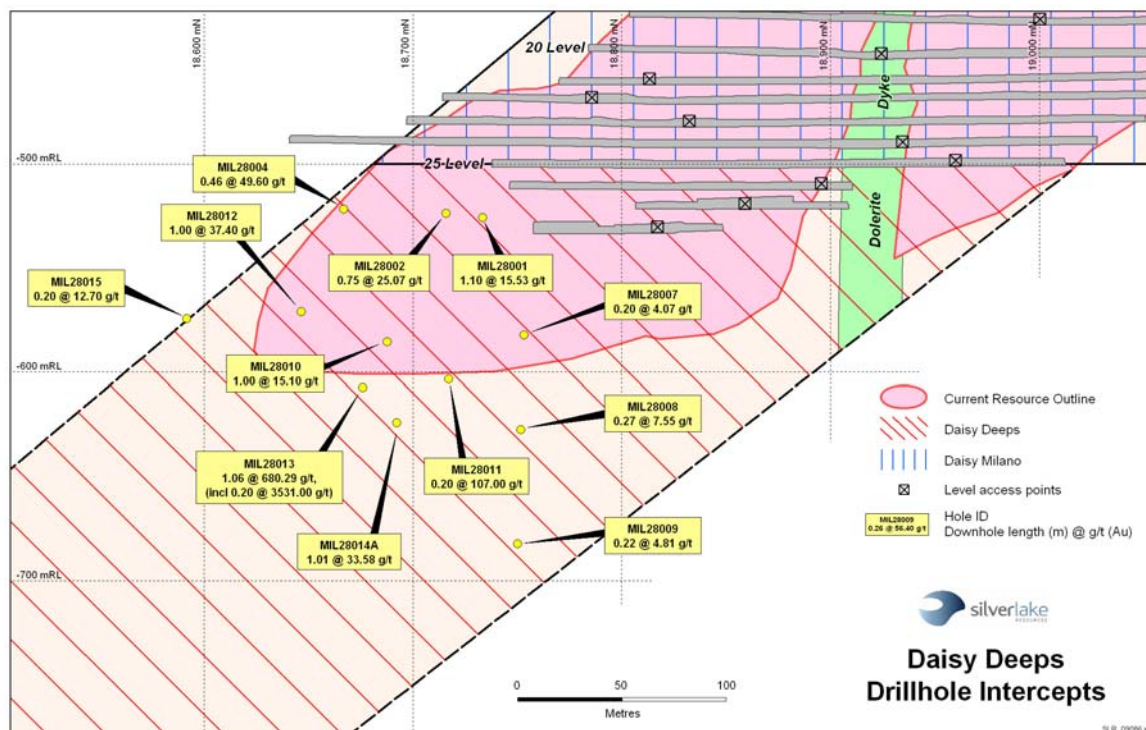 18,600 mN
18,700 mN
18,800 mN
18,900 mN
19,000 mN
20 Level
25 Level
Dyke
Dolerite
-500 mRL
-600 mRL
-700 mRL
MIL28004
0.46 @ 49.60 g/t
MIL28012
1.00 @ 37.40 g/t
MIL28015
0.20 @ 12.70 g/t
MIL28002
0.75 @ 25.07 g/t
MIL28001
1.10 @ 15.53 g/t
MIL28007
0.20 @ 4.07 g/t
MIL28010
1.00 @ 15.10 g/t
MIL28008
0.27 @ 7.55 g/t
MIL28013
1.06 @ 680.29 g/t,
(incl 0.20 @ 3531.00 g/t)
MIL28011
0.20 @ 107.00 g/t
MIL28014A
1.01 @ 33.58 g/t
MIL28009
0.22 @ 4.81 g/t
Current Resource Outline
Daisy Deeps
Daisy Milano
Level access points
MIL28009
0.26 @ 56.40 g/t
Hole ID
Downhole length (m) @ g/t (Au)
silverlake
RESOURCES
0 50 100
Metres
Daisy Deeps
Drillhole Intercepts